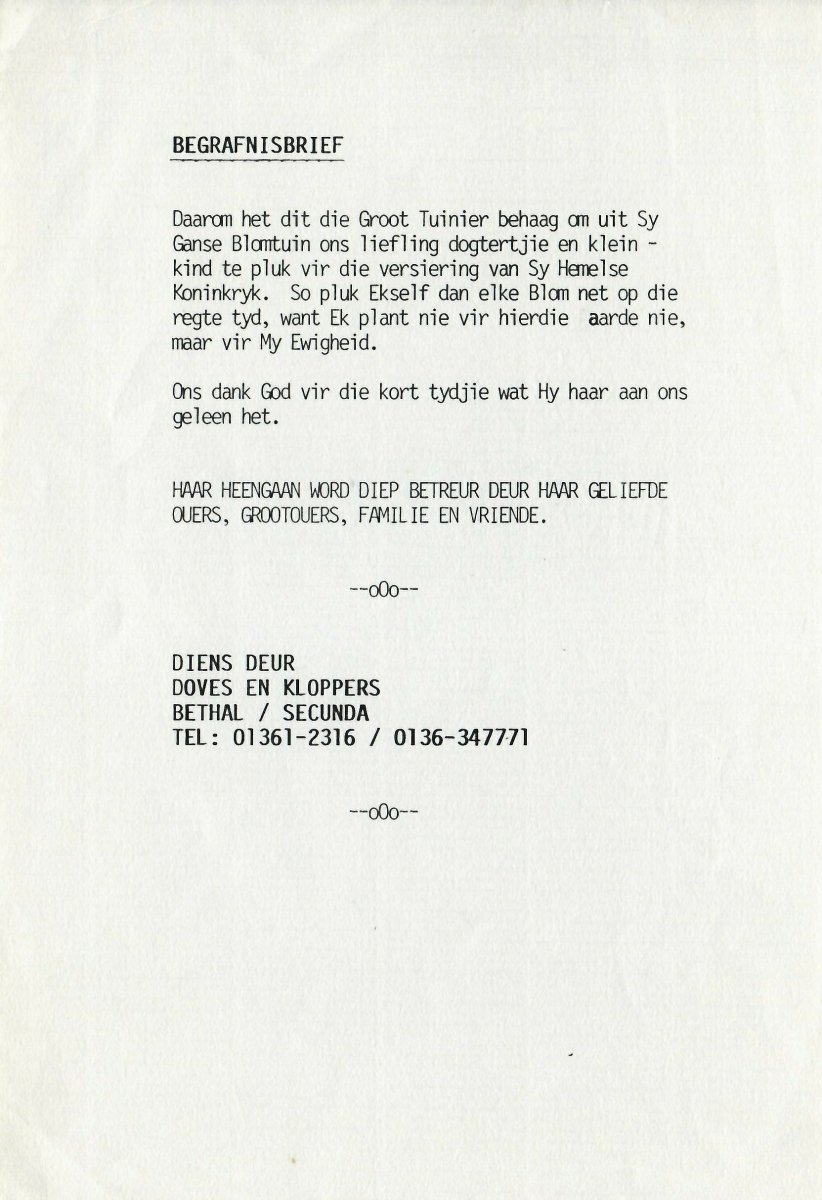 BEGRAFNISBRIEF
Daarom het dit die Groot Tuinier behaag om uit Sy
Ganse Blomtuin ons liefling dogtertjie en klein -
kind te pluk vir die versiering van Sy Hemelse
Koninkryk.  So pluk Ekself dan elke Blom net op die
regte tyd, want Ek plant nie vir hierdie  aarde nie,
maar vir My Ewigheid.
Ons dank God vir die kort tydjie wat Hy haar aan ons
geleen het.
HAAR HEENGAAN WORD DIEP BETREUR DEUR HAAR GELIEFDE
OUERS, GROOTOUERS, FAMILIE EN VRIENDE.
--oOo--
DIENS DEUR
DOVES EN KLOPPERS
BETHAL / SECUNDA
TEL: 01361-2316 / 0136-347771
--oOo--